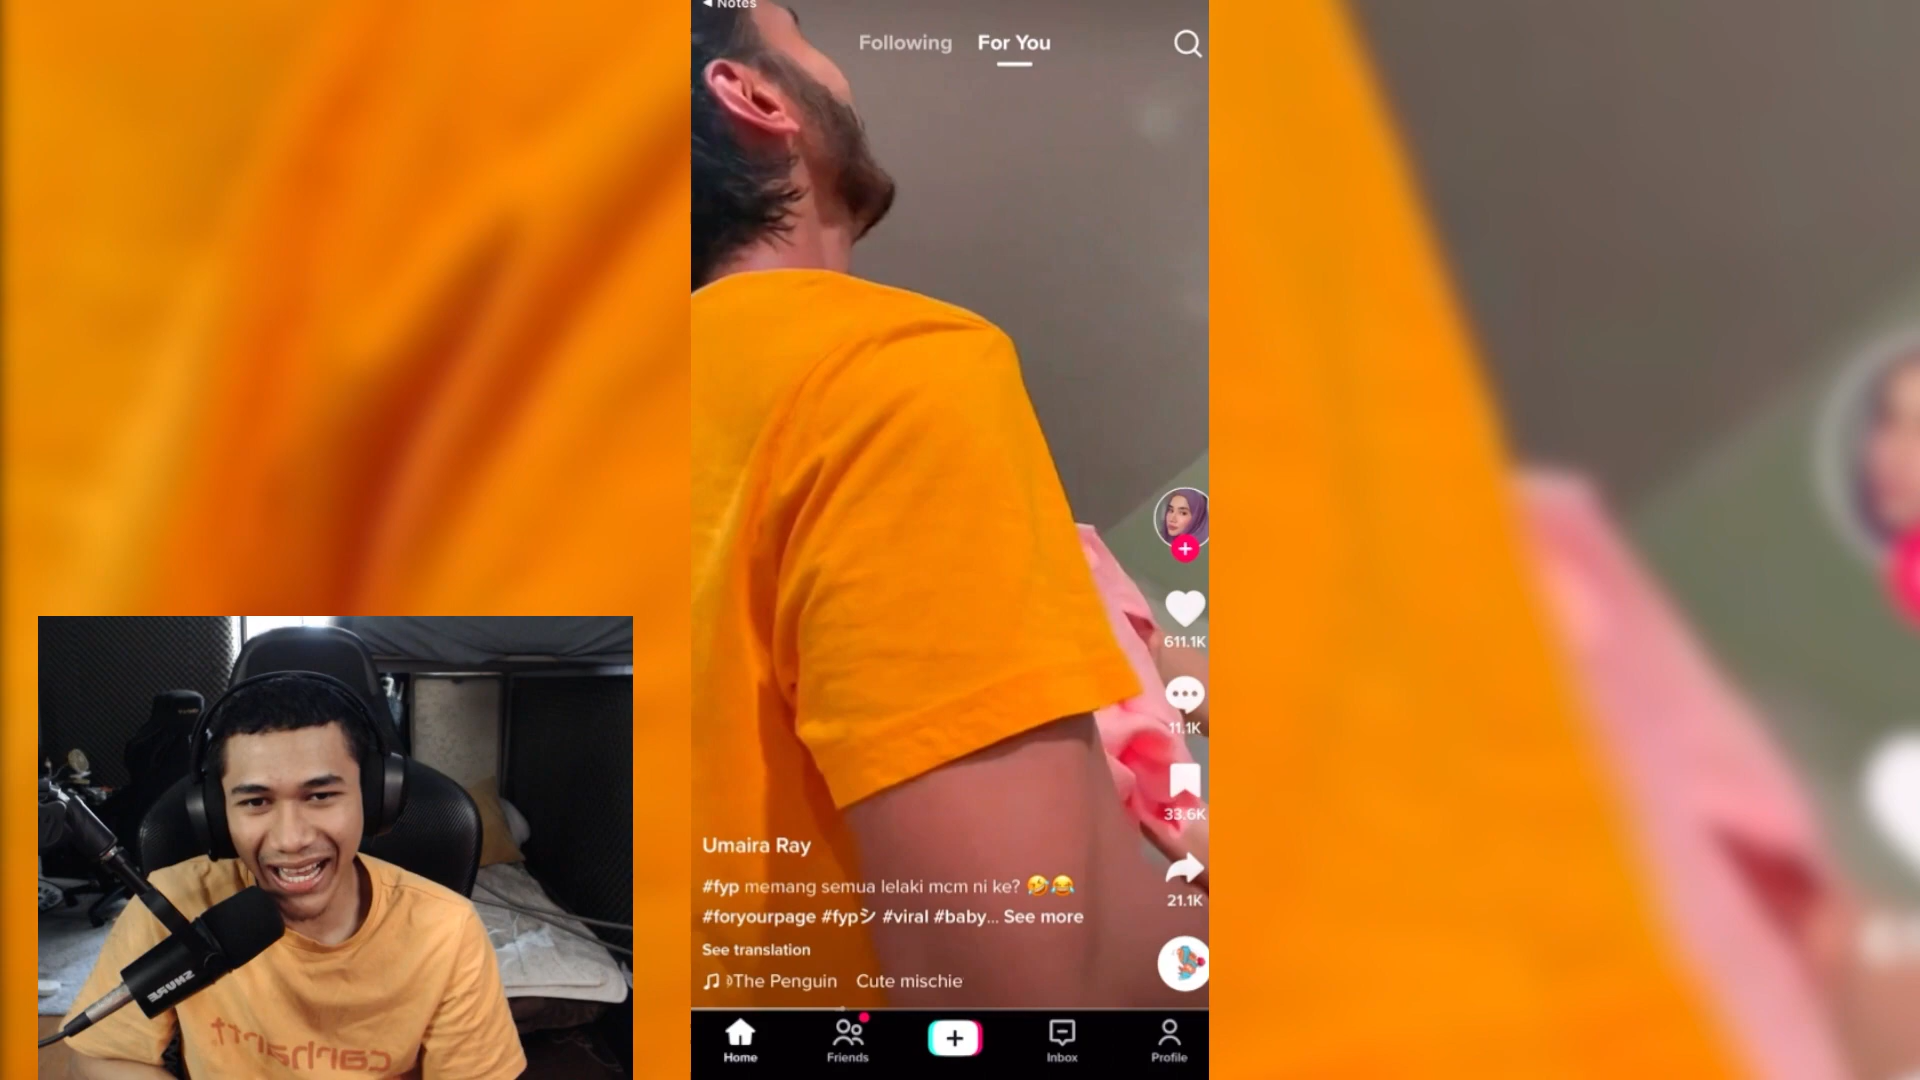 ◀ Notes
Following For You
611.1K
11.1K
33.6K
21.1K
Umaira Ray
#fyp memang semua lelaki mcm ni ke? 🤣😂
#foryourpage #fypシ #viral #baby... See more
See translation
The Penguin Cute mischie
Home Friends Inbox Profile
SHURE
carhartt